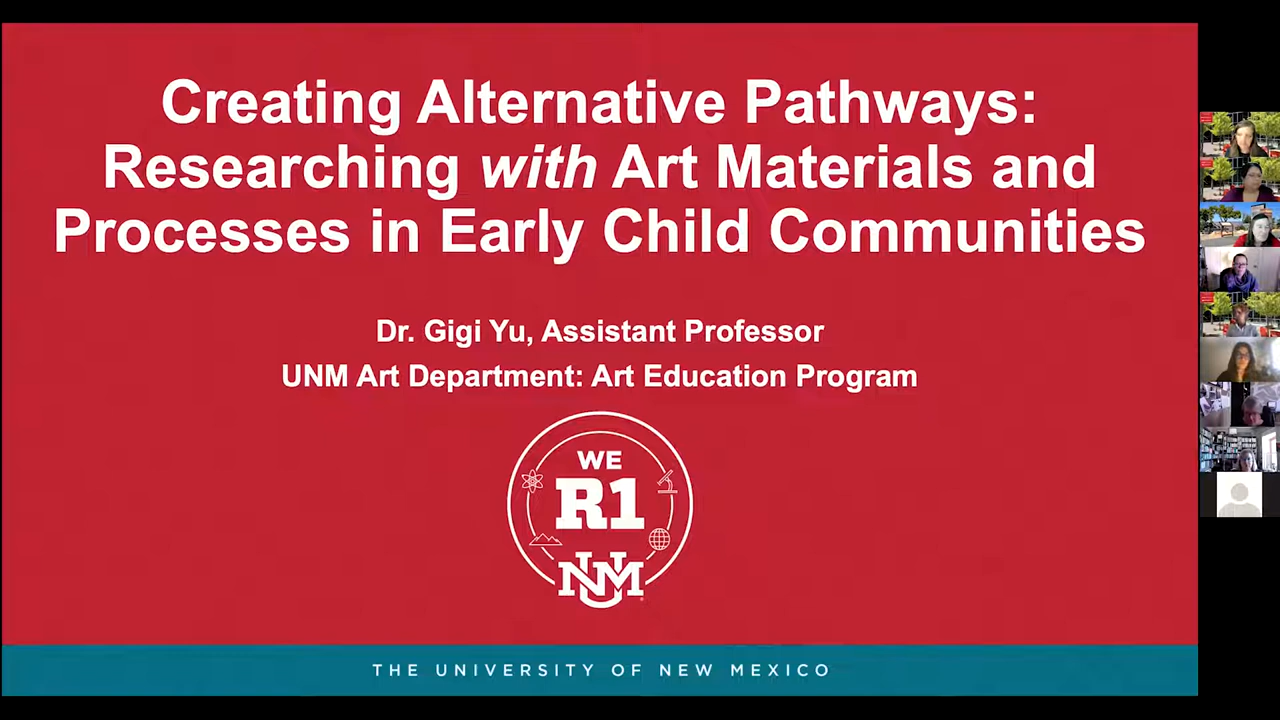 Creating Alternative Pathways:
Researching with Art Materials and
Processes in Early Child Communities
Dr. Gigi Yu, Assistant Professor
UNM Art Department: Art Education Program
WE
R1
UNM
THE UNIVERSITY OF NEW MEXICO